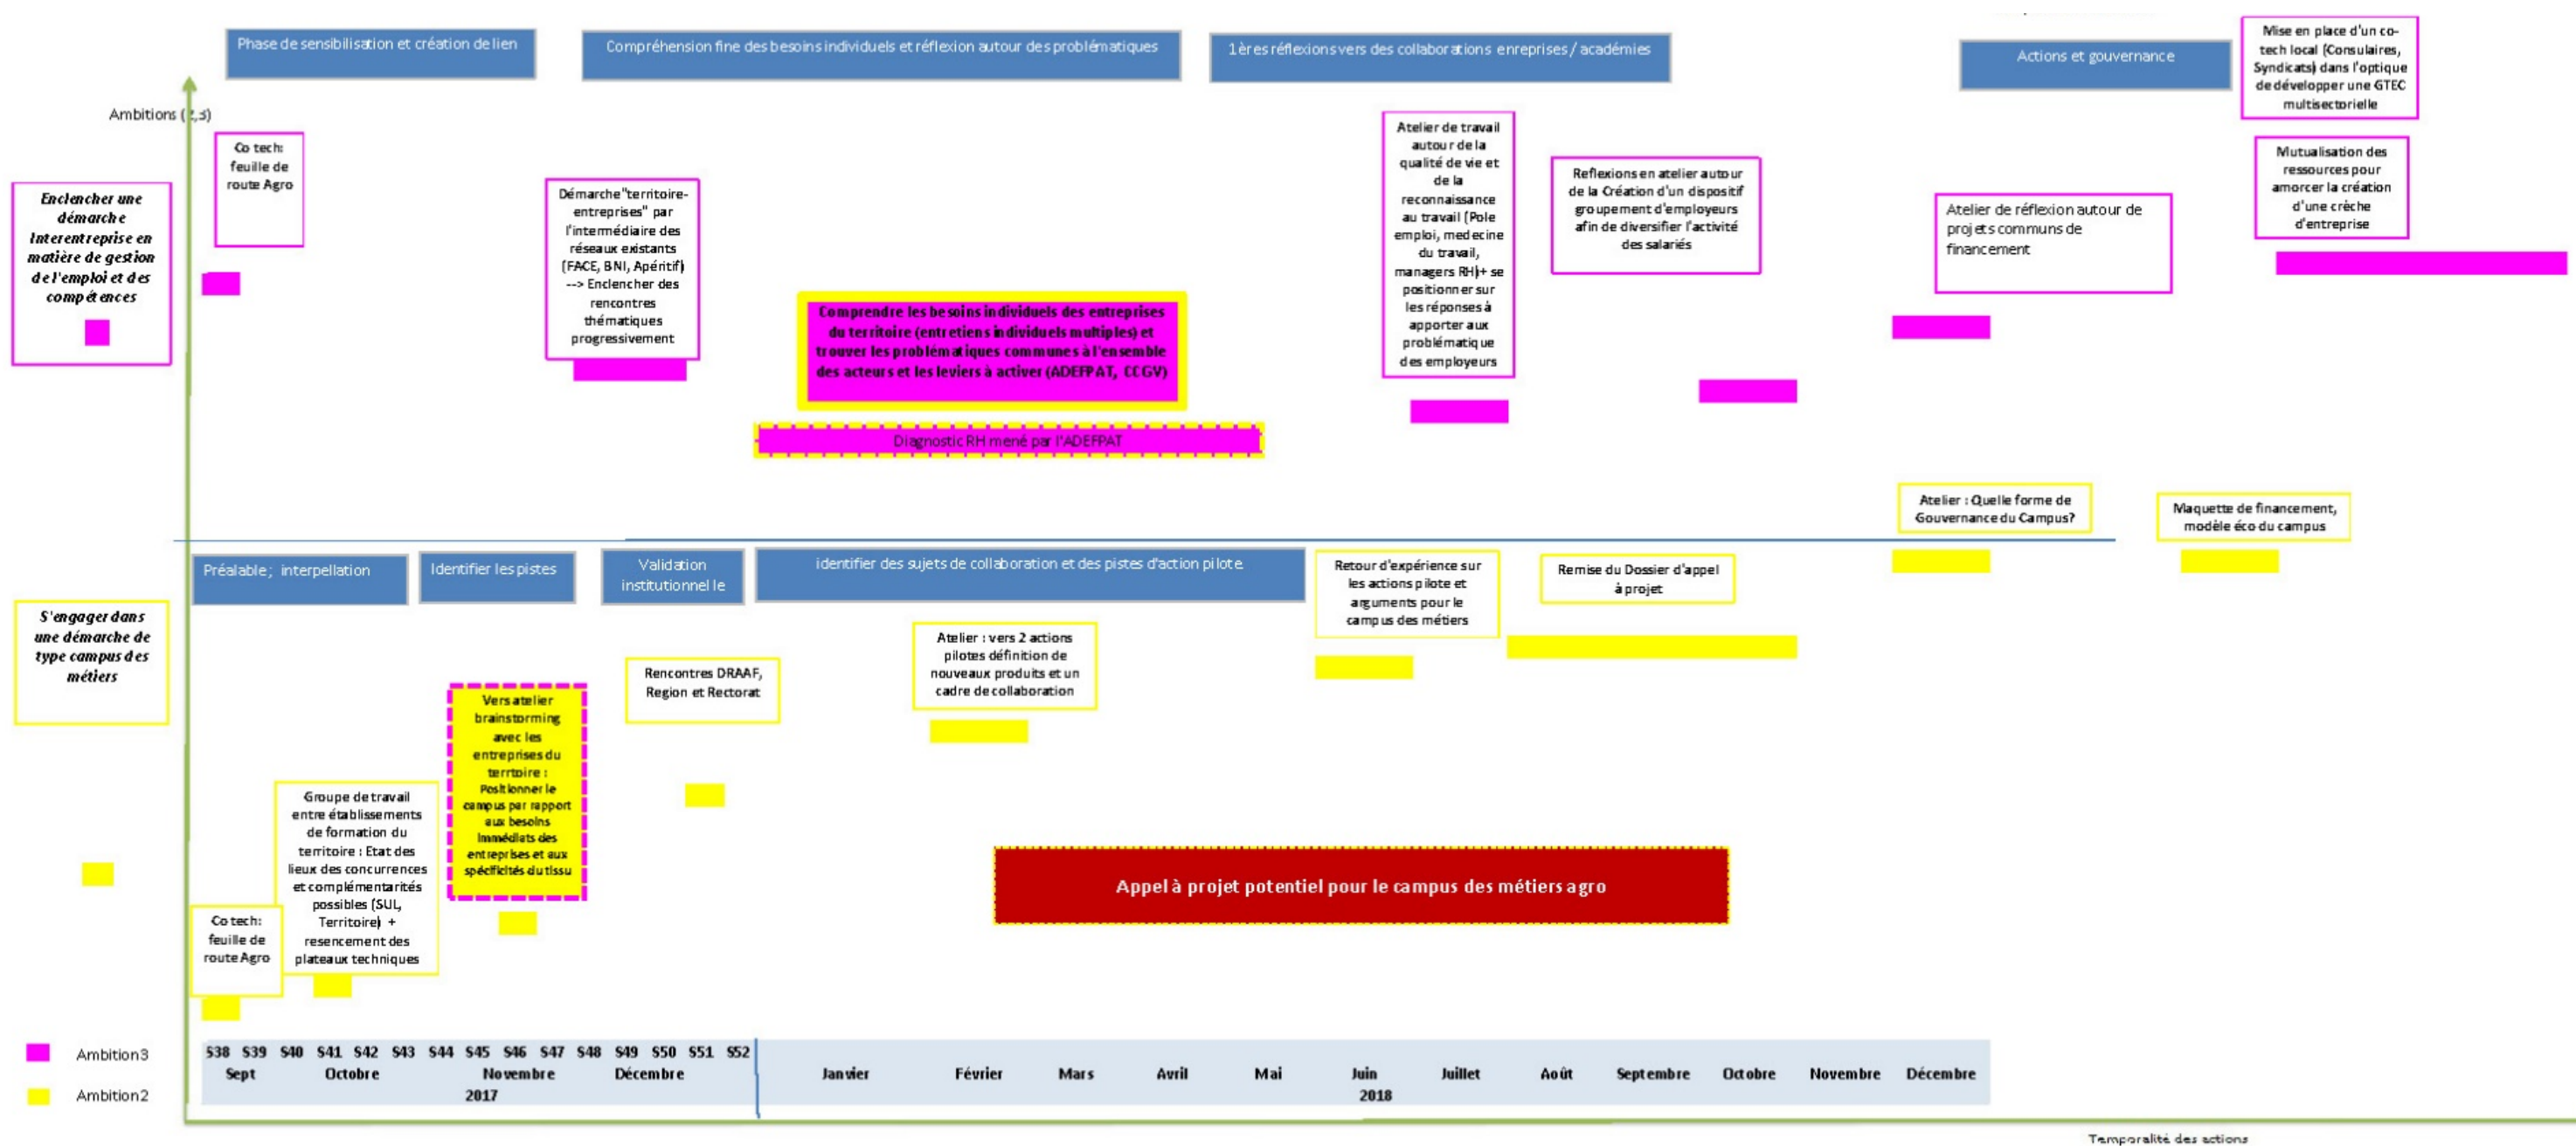 Phase de sensibilisation et création de lien
Compréhension fine des besoins individuels et réflexion autour des problématiques
1ères réflexions vers des collaborations enreprises / académies
Actions et gouvernance
Mise en place d'un co-
tech local (Consulaires,
Syndicats) dans l'optique
de développer une GTEC
multisectorielle
Ambitions (2,3)
Enclencher une
démarche
Interentreprise en
matière de gestion
de l'emploi et des
compétences
Co tech:
feuille de
route Agro
Démarche "territoire-
entreprises" par
l'intermédiaire des
réseaux existants
(FACE, BNI, Apéritif)
--> Enclencher des
rencontres
thématiques
progressivement
Comprendre les besoins individuels des entreprises
du territoire (entretiens individuels multiples) et
trouver les problématiques communes à l'ensemble
des acteurs et les leviers à activer (ADEFPAT, CCGV)
Diagnostic RH mené par l'ADEFPAT
Atelier de travail
autour de la
qualité de vie et
de la
reconnaissance
au travail (Pole
emploi, medecine
du travail,
managers RH)+ se
positionner sur
les réponses à
apporter aux
problématique
des employeurs
Reflexions en atelier autour
de la Création d'un dispositif
groupement d'employeurs
afin de diversifier l'activité
des salariés
Atelier de réflexion autour de
projets communs de
financement
Mutualisation des
ressources pour
amorcer la création
d'une crèche
d'entreprise
Atelier : Quelle forme de
Gouvernance du Campus?
Maquette de financement,
modèle éco du campus
Préalable; interpellation
Identifier les pistes
Validation
institutionnel le
identifier des sujets de collaboration et des pistes d'action pilote
S'engager dans
une démarche de
type campus des
métiers
Co tech:
feuille de
route Agro
Groupe de travail
entre établissements
de formation du
territoire : Etat des
lieux des concurrences
et complémentarités
possibles (SUL,
Territoire) +
resencement des
plateaux techniques
Vers atelier
brainstorming
avec les
entreprises du
terrtoire :
Positionner le
campus par rapport
aux besoins
immédiats des
entreprises et aux
spécificités du tissu
Rencontres DRAAF,
Region et Rectorat
Atelier : vers 2 actions
pilotes définition de
nouveaux produits et un
cadre de collaboration
Retour d'expérience sur
les actions pilote et
arguments pour le
campus des métiers
Remise du Dossier d'appel
à projet
Appel à projet potentiel pour le campus des métiers agro
Ambition3
Ambition2
S38 S39 S40 S41 S42 S43 S44 S45 S46 S47 S48 S49 S50 S51 S52
Sept Octobre Novembre Décembre Janvier Février Mars Avril Mai Juin Juillet Août Septembre Octobre Novembre Décembre
2017 2018
Temporalité des actions